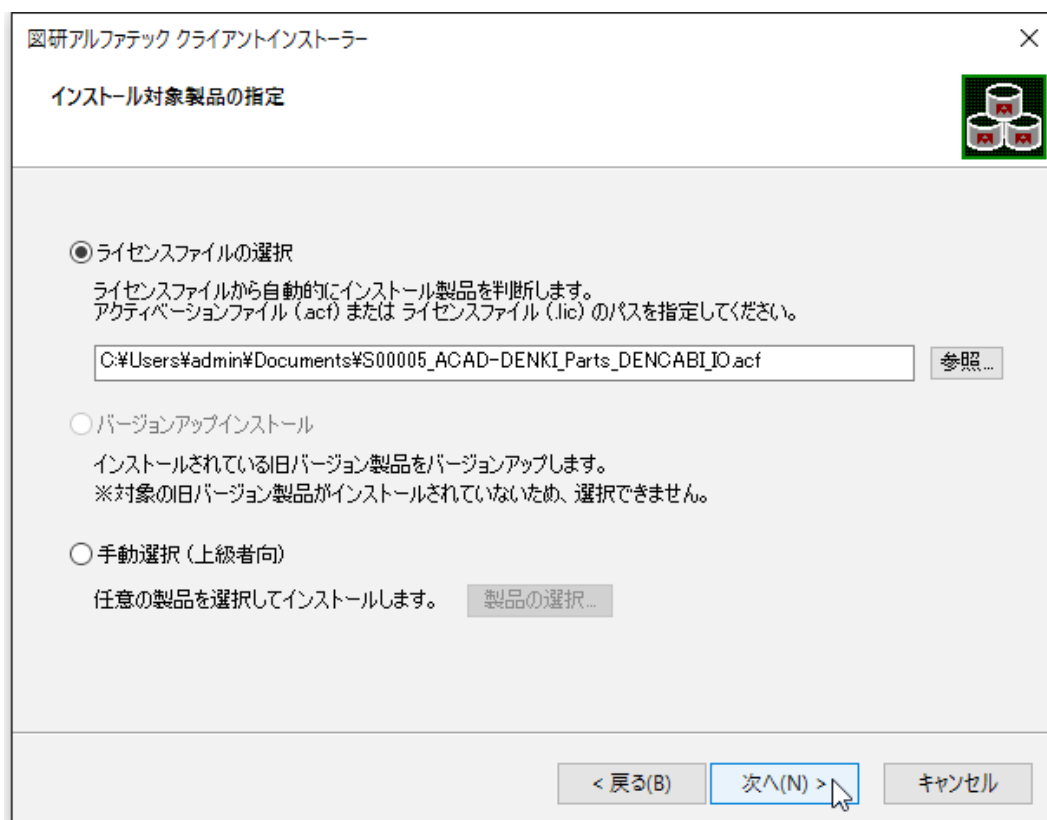 図研アルファテック クライアントインストーラー
インストール対象製品の指定
ライセンスファイルの選択
ライセンスファイルから自動的にインストール製品を判断します。
アクティベーションファイル (.acf) または ライセンスファイル (.lic) のパスを指定してください。
C:¥Users¥admin¥Documents¥S00005_ACAD-DENKI_Parts_DENCABI_IO.acf
参照...
バージョンアップインストール
インストールされている旧バージョン製品をバージョンアップします。
※対象の旧バージョン製品がインストールされていないため、選択できません。
手動選択 (上級者向)
任意の製品を選択してインストールします。 製品の選択...
< 戻る(B) 次へ(N) > キャンセル